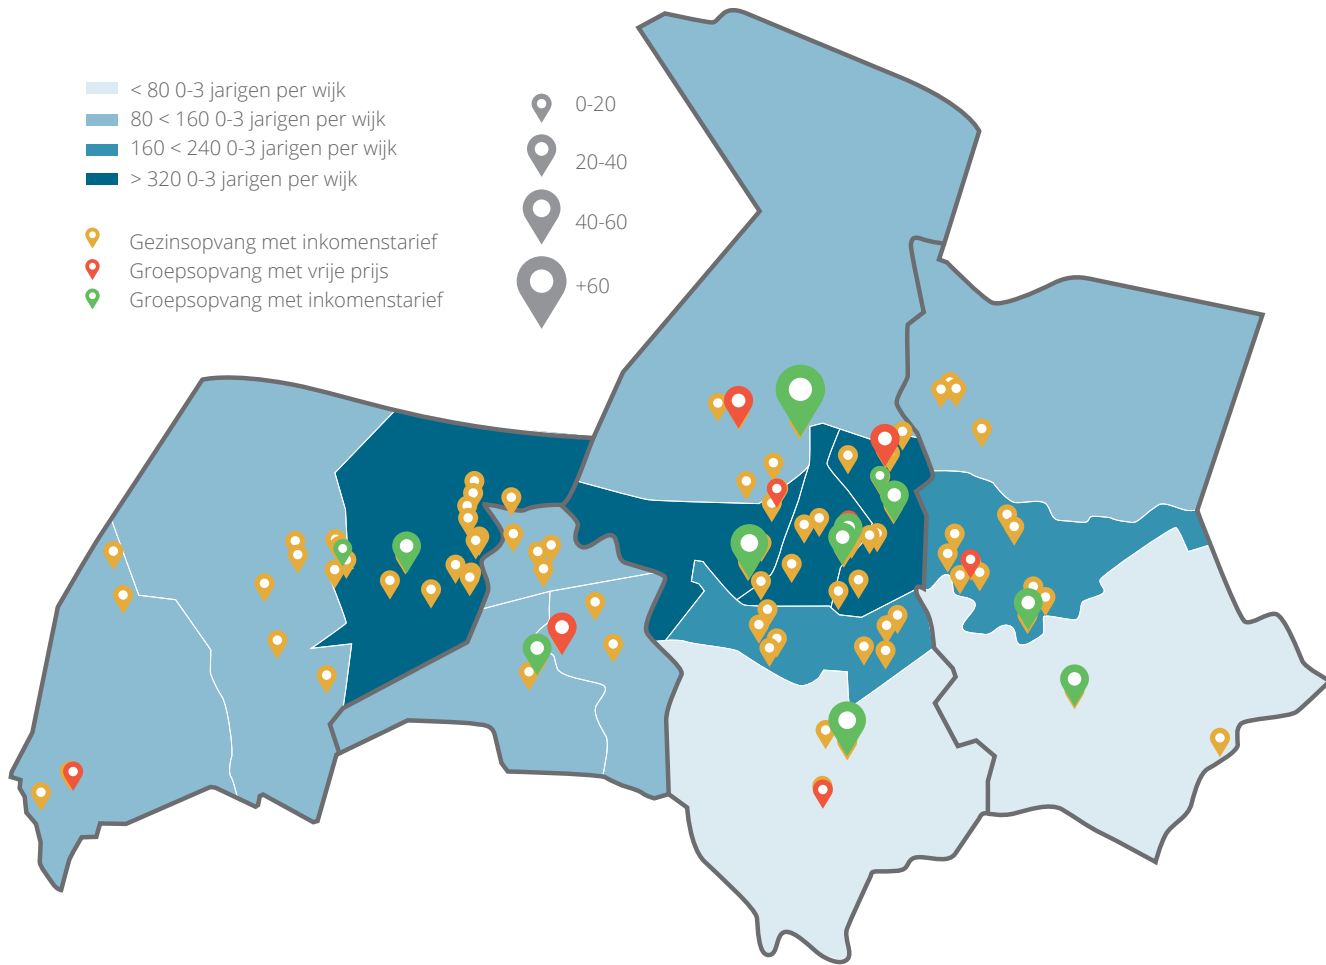 < 80 0-3 jarigen per wijk
80 < 160 0-3 jarigen per wijk
160 < 240 0-3 jarigen per wijk
> 320 0-3 jarigen per wijk
Gezinsopvang met inkomenstarief
Groepsopvang met vrije prijs
Groepsopvang met inkomenstarief
0-20
20-40
40-60
+60